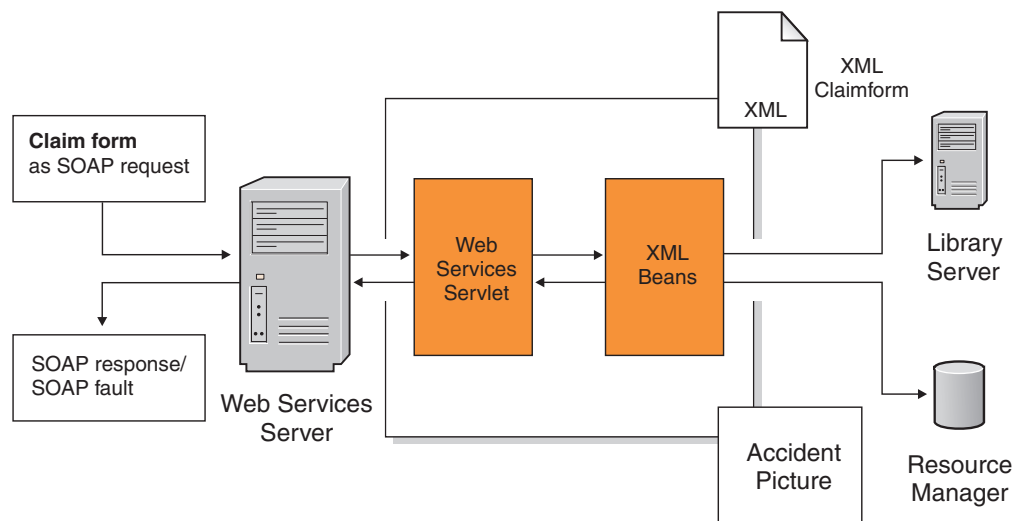 Claim form
as SOAP request
SOAP response/
SOAP fault
Web Services
Server
Web
Services
Servlet
XML
Beans
XML
XML
Claimform
Library
Server
Accident
Picture
Resource
Manager